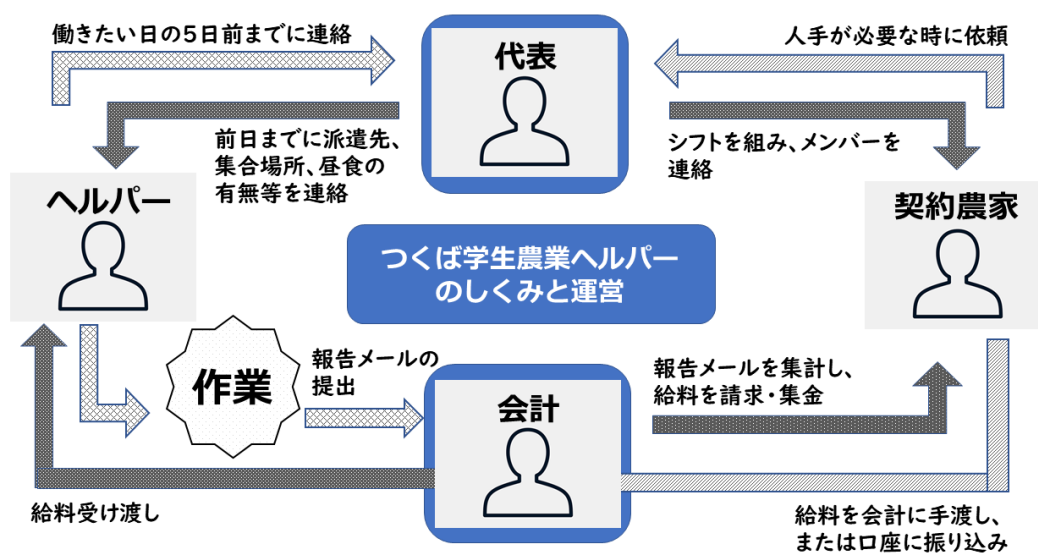 働きたい日の5日前までに連絡
代表
人手が必要な時に依頼
前日までに派遣先、
集合場所、昼食の
有無等を連絡
シフトを組み、メンバーを
連絡
ヘルパー
契約農家
つくば学生農業ヘルパー
のしくみと運営
作業
報告メールの
提出
会計
報告メールを集計し、
給料を請求・集金
給料受け渡し
給料を会計に手渡し、
または口座に振り込み